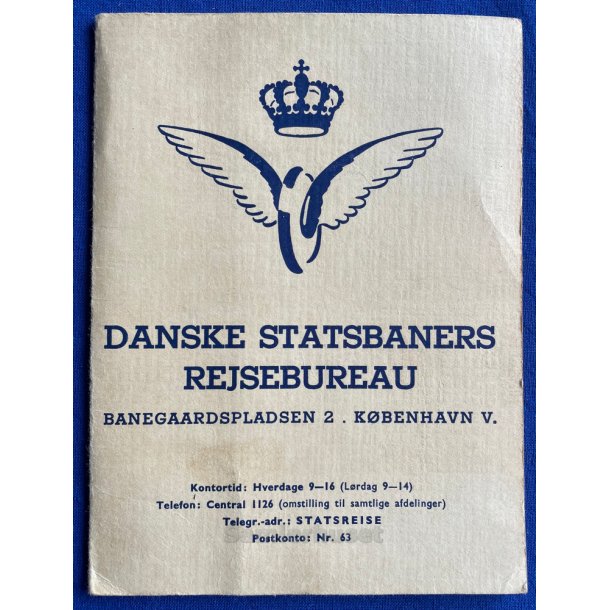 DANSKE STATSBANERS
REJSEBUREAU
BANEGAARDSPLADSEN 2 . KØBENHAVN V.
Kontortid: Hverdage 9—16 (Lørdag 9—14)
Telefon: Central 1126 (omstilling til samtlige afdelinger)
Telegr.-adr.: STATSREISE
Postkonto: Nr. 63